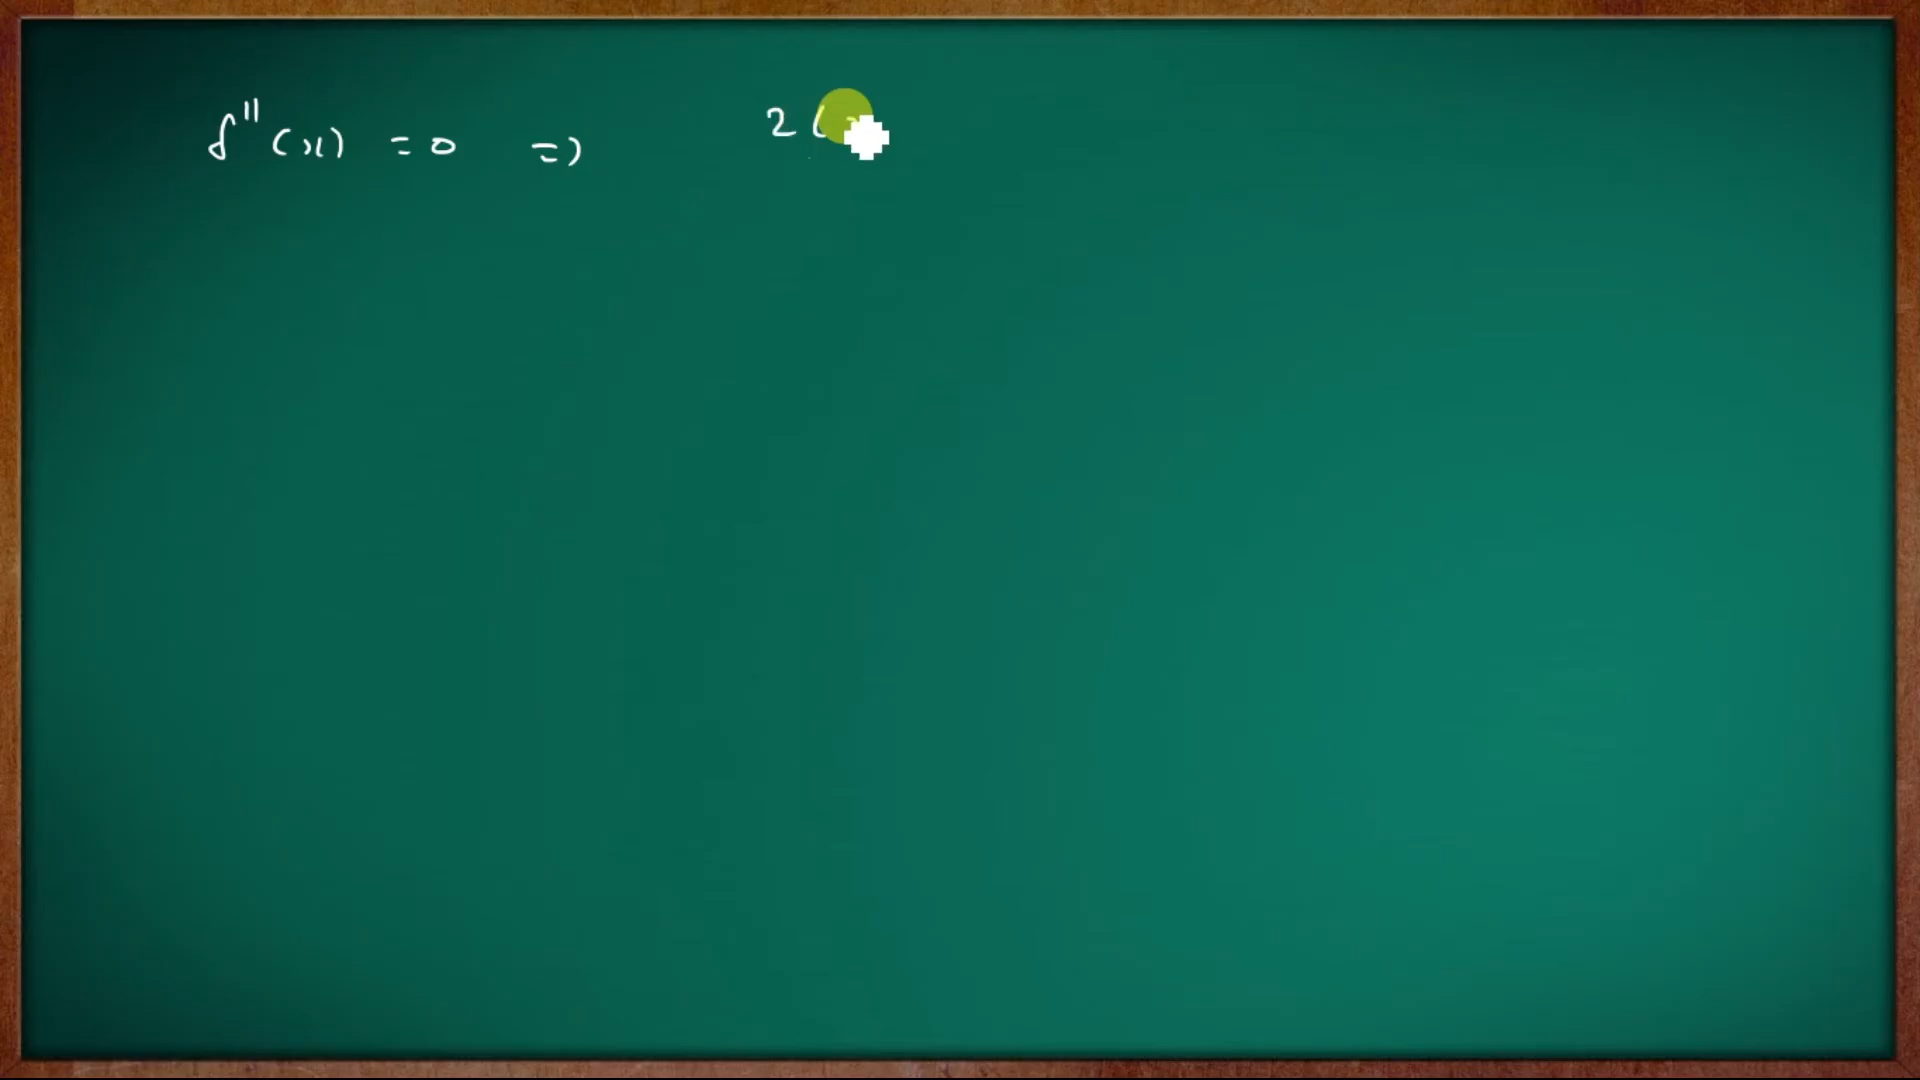 f''(x) = 0 => 2 (